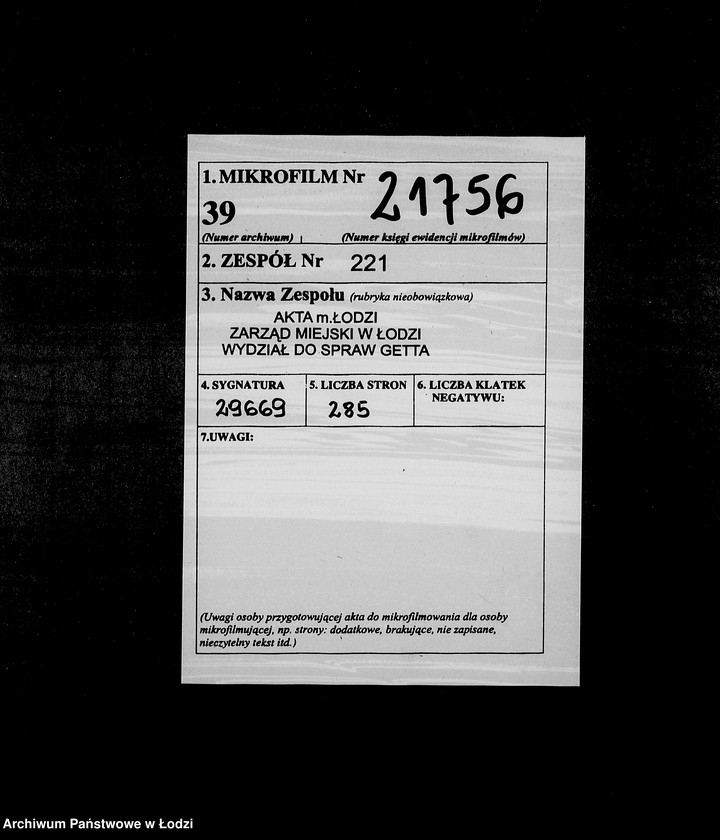 1. MIKROFILM Nr 21756
39
(Numer archiwum) (Numer księgi ewidencji mikrofilmów)
2. ZESPÓŁ Nr 221
3. Nazwa Zespołu (rubryka nieobowiązkowa)
AKTA m.ŁODZI
ZARZĄD MIEJSKI W ŁODZI
WYDZIAŁ DO SPRAW GETTA
4. SYGNATURA 5. LICZBA STRON 6. LICZBA KLATEK
NEGATYWU:
29669 285
7.UWAGI:
(Uwagi osoby przygotowującej akta do mikrofilmowania dla osoby
mikrofilmującej, np. strony: dodatkowe, brakujące, nie zapisane,
nieczytelny tekst itd.)
Archiwum Państwowe w Łodzi